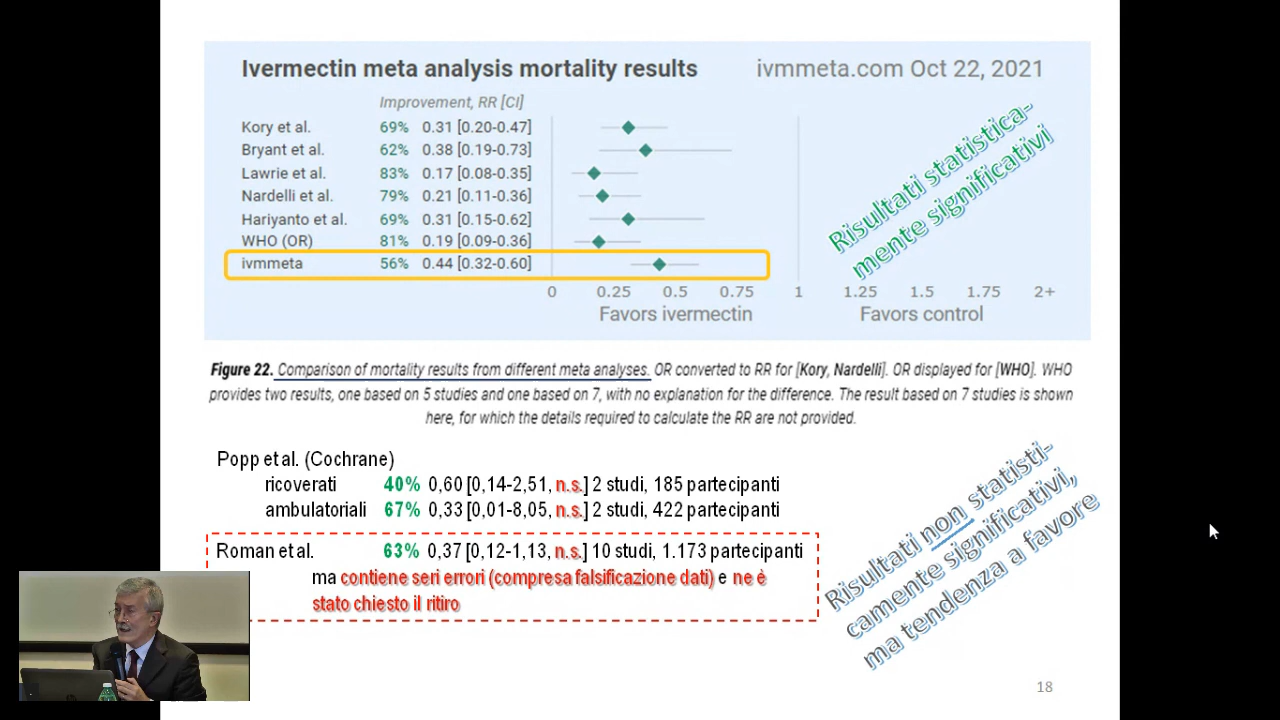 Ivermectin meta analysis mortality results ivmmeta.com Oct 22, 2021
Improvement, RR [CI]
Kory et al. 69% 0.31 [0.20-0.47]
Bryant et al. 62% 0.38 [0.19-0.73]
Lawrie et al. 83% 0.17 [0.08-0.35]
Nardelli et al. 79% 0.21 [0.11-0.36]
Hariyanto et al. 69% 0.31 [0.15-0.62]
WHO (OR) 81% 0.19 [0.09-0.36]
ivmmeta 56% 0.44 [0.32-0.60]
0 0.25 0.5 0.75 1 1.25 1.5 1.75 2+
Favors ivermectin Favors control
Risultati statistica-
mente significativi
Figure 22. Comparison of mortality results from different meta analyses. OR converted to RR for [Kory, Nardelli]. OR displayed for [WHO]. WHO
provides two results, one based on 5 studies and one based on 7, with no explanation for the difference. The result based on 7 studies is shown
here, for which the details required to calculate the RR are not provided.
Popp et al. (Cochrane)
ricoverati 40% 0,60 [0,14-2,51, n.s.] 2 studi, 185 partecipanti
ambulatoriali 67% 0,33 [0,01-8,05, n.s.] 2 studi, 422 partecipanti
Roman et al. 63% 0,37 [0,12-1,13, n.s.] 10 studi, 1.173 partecipanti
ma contiene seri errori (compresa falsificazione dati) e ne è
stato chiesto il ritiro
Risultati non statisti-
camente significativi,
ma tendenza a favore
18